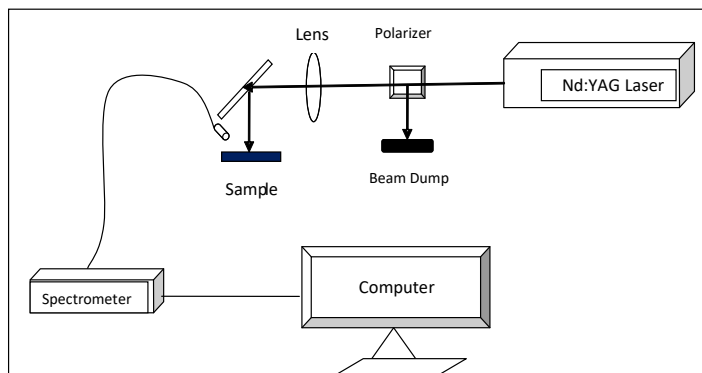 Lens
Polarizer
Nd:YAG Laser
Sample
Beam Dump
Spectrometer
Computer